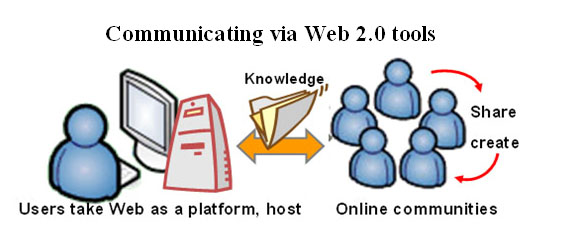 Communicating via Web 2.0 tools
Knowledge
Share
create
Users take Web as a platform, host
Online communities